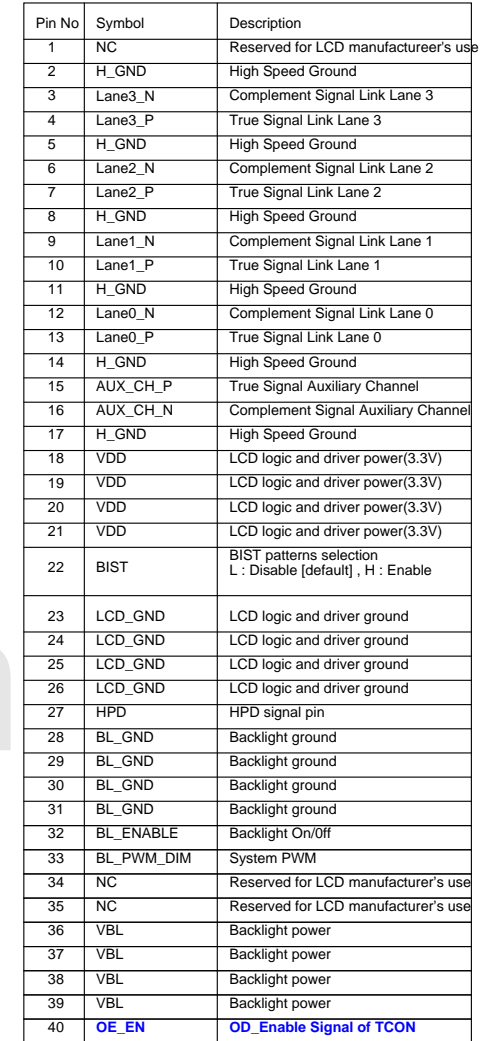 Pin No Symbol Description
1 NC Reserved for LCD manufactureer's use
2 H_GND High Speed Ground
3 Lane3_N Complement Signal Link Lane 3
4 Lane3_P True Signal Link Lane 3
5 H_GND High Speed Ground
6 Lane2_N Complement Signal Link Lane 2
7 Lane2_P True Signal Link Lane 2
8 H_GND High Speed Ground
9 Lane1_N Complement Signal Link Lane 1
10 Lane1_P True Signal Link Lane 1
11 H_GND High Speed Ground
12 Lane0_N Complement Signal Link Lane 0
13 Lane0_P True Signal Link Lane 0
14 H_GND High Speed Ground
15 AUX_CH_P True Signal Auxiliary Channel
16 AUX_CH_N Complement Signal Auxiliary Channel
17 H_GND High Speed Ground
18 VDD LCD logic and driver power(3.3V)
19 VDD LCD logic and driver power(3.3V)
20 VDD LCD logic and driver power(3.3V)
21 VDD LCD logic and driver power(3.3V)
22 BIST BIST patterns selection
L : Disable [default] , H : Enable
23 LCD_GND LCD logic and driver ground
24 LCD_GND LCD logic and driver ground
25 LCD_GND LCD logic and driver ground
26 LCD_GND LCD logic and driver ground
27 HPD HPD signal pin
28 BL_GND Backlight ground
29 BL_GND Backlight ground
30 BL_GND Backlight ground
31 BL_GND Backlight ground
32 BL_ENABLE Backlight On/0ff
33 BL_PWM_DIM System PWM
34 NC Reserved for LCD manufacturer's use
35 NC Reserved for LCD manufacturer's use
36 VBL Backlight power
37 VBL Backlight power
38 VBL Backlight power
39 VBL Backlight power
40 OE_EN OD_Enable Signal of TCON